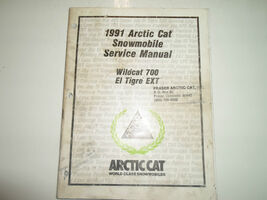 1991 Arctic Cat
Snowmobile
Service Manual
Wildcat 700
El Tigre EXT
FRASER ARCTIC CAT,
ARCTIC CAT
WORLD CLASS SNOWMOBILES